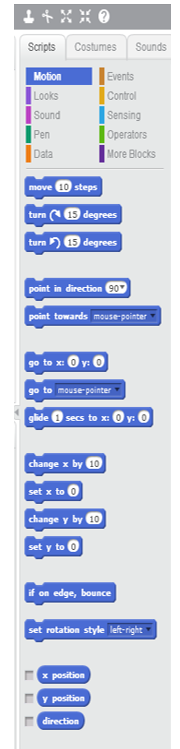 Scripts Costumes Sounds
Motion Events
Looks Control
Sound Sensing
Pen Operators
Data More Blocks
move 10 steps
turn 15 degrees
turn 15 degrees
point in direction 90
point towards mouse-pointer
go to x: 0 y: 0
go to mouse-pointer
glide 1 secs to x: 0 y: 0
change x by 10
set x to 0
change y by 10
set y to 0
if on edge, bounce
set rotation style left-right
x position
y position
direction